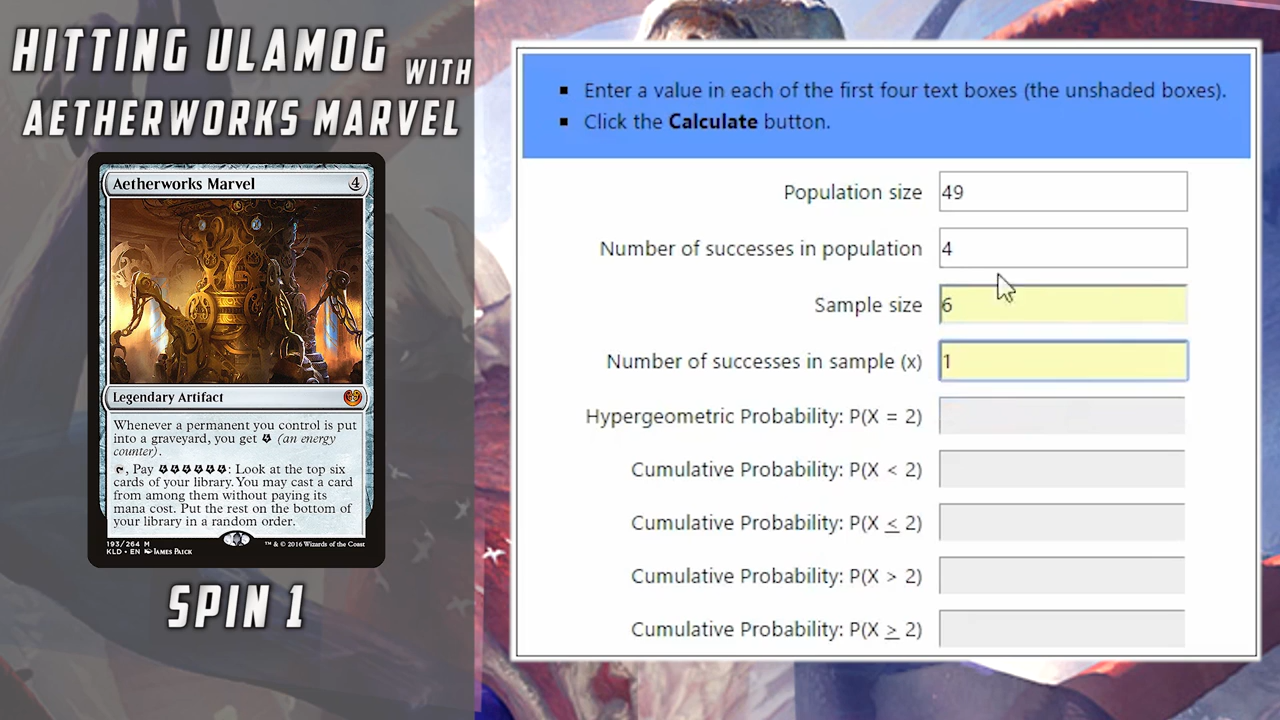 HITTING ULAMOG WITH
AETHERWORKS MARVEL
Aetherworks Marvel 4
Legendary Artifact
Whenever a permanent you control is put
into a graveyard, you get (an energy
counter).
, Pay : Look at the top six
cards of your library. You may cast a card
from among them without paying its
mana cost. Put the rest on the bottom of
your library in a random order.
193/264 M
KLD • EN JAMES PAICK
™ & © 2016 Wizards of the Coast
SPIN 1
▪ Enter a value in each of the first four text boxes (the unshaded boxes).
▪ Click the Calculate button.
Population size 49
Number of successes in population 4
Sample size 6
Number of successes in sample (x) 1
Hypergeometric Probability: P(X = 2)
Cumulative Probability: P(X < 2)
Cumulative Probability: P(X ≤ 2)
Cumulative Probability: P(X > 2)
Cumulative Probability: P(X ≥ 2)